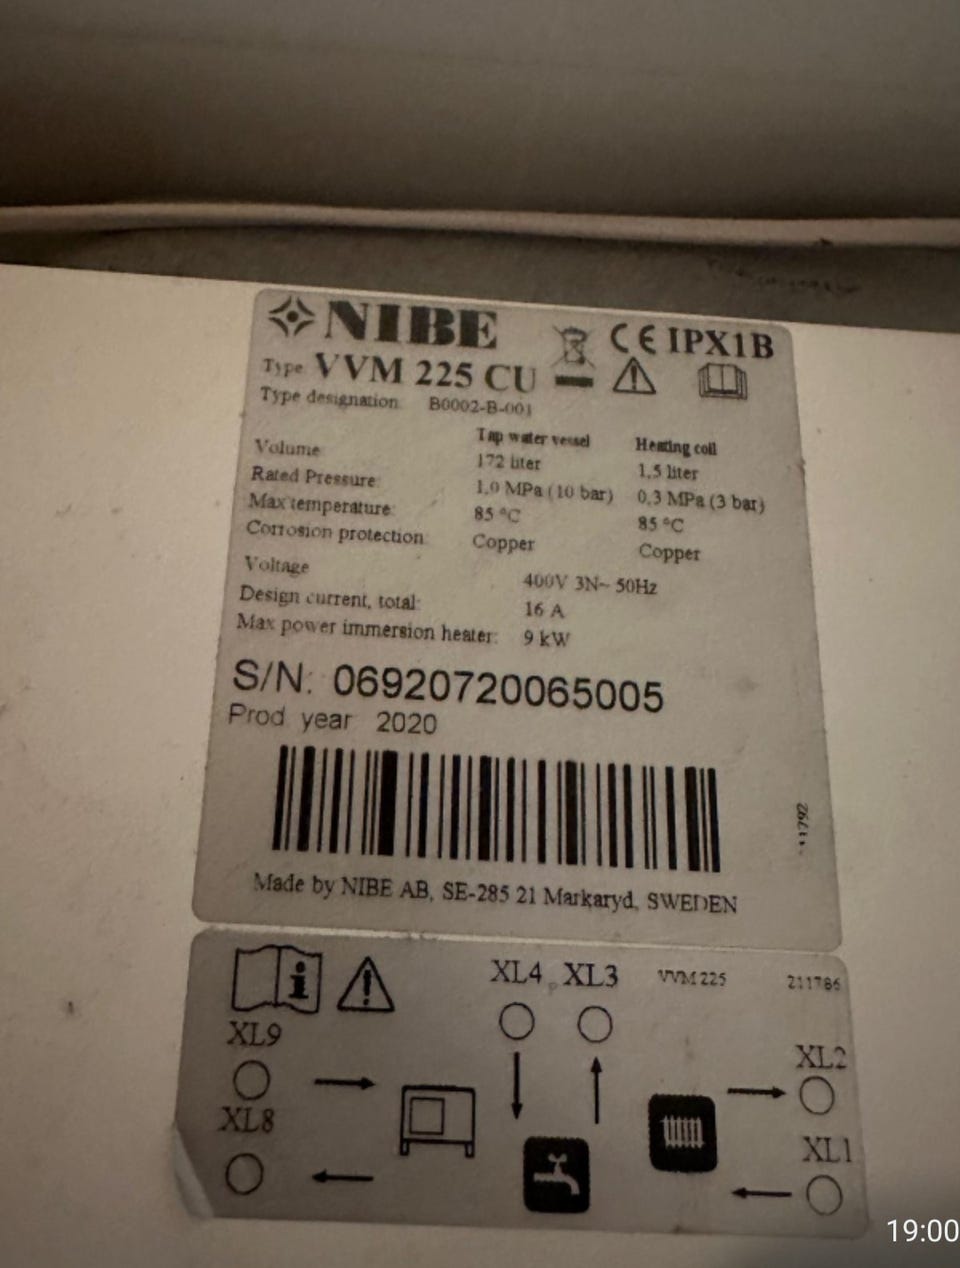 NIBE
CE IPX1B
Type VVM 225 CU
Type designation B0002-B-001
Tap water vessel Heating coil
Volume: 172 liter 1,5 liter
Rated Pressure: 1,0 MPa (10 bar) 0,3 MPa (3 bar)
Max temperature: 85 °C 85 °C
Corrosion protection Copper Copper
Voltage 400V 3N~ 50Hz
Design current, total: 16 A
Max power immersion heater: 9 kW
S/N: 06920720065005
Prod year 2020
Made by NIBE AB, SE-285 21 Markaryd, SWEDEN
XL4 XL3 VVM 225 211786
XL9
XL2
XL8
XL1
19:00